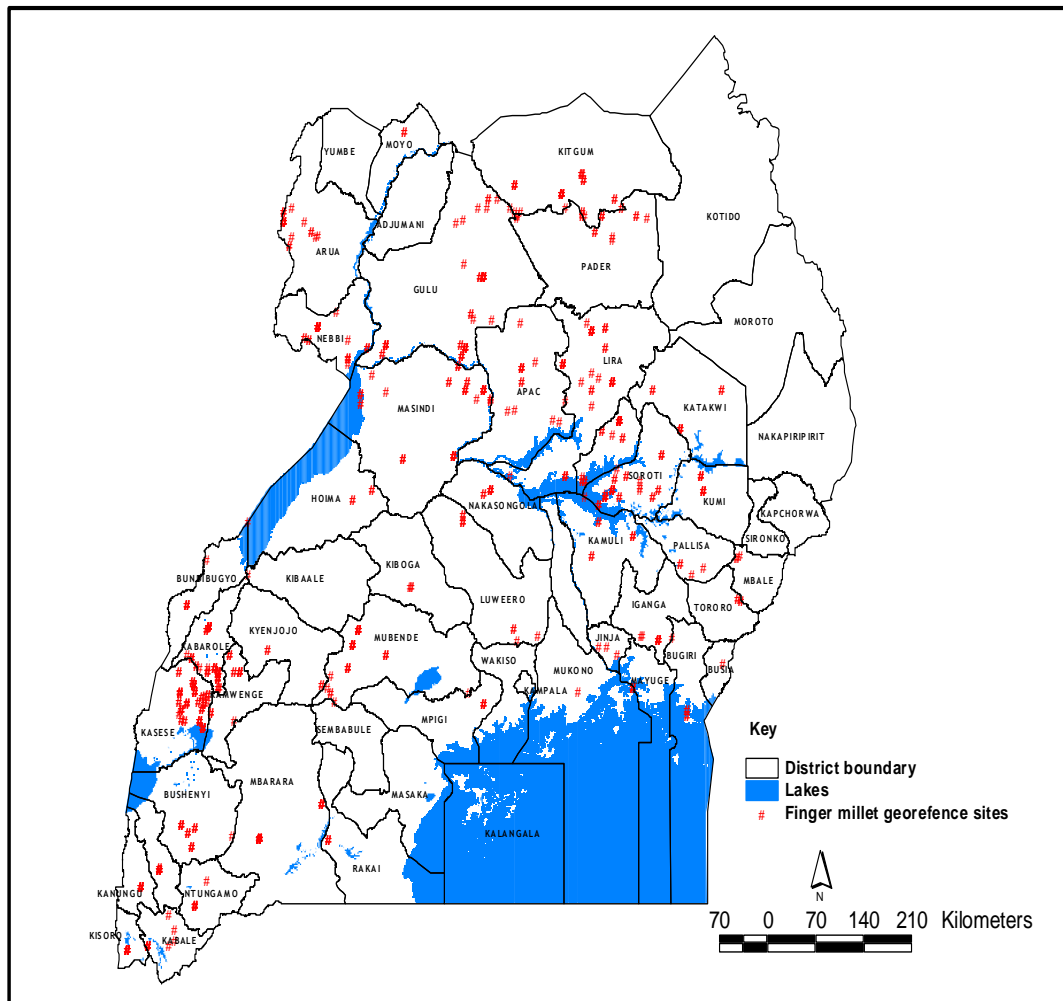 YUMBE
MOYO
KITGUM
KOTIDO
ADJUMANI
ARUA
PADER
GULU
MOROTO
NEBBI
LIRA
APAC
MASINDI
KATAKWI
NAKAPIRIPIRIT
SOROTI
HOIMA
NAKASONGOLA
KUMI
KAPCHORWA
SIRONKO
KAMULI
PALLISA
BUNDIBUGYO
KIBAALE
KIBOGA
MBALE
LUWEERO
IGANGA
TORORO
KYENJOJO
MUBENDE
JINJA
KABAROLE
WAKISO
BUGIRI
MUKONO
BUSIA
MAYUGE
KAMWENGE
KAMPALA
MPIGI
KASESE
SEMBABULE
MBARARA
BUSHENYI
MASAKA
KALANGALA
RAKAI
KANUNGU
NTUNGAMO
KISORO
KABALE
Key
District boundary
Lakes
# Finger millet georefence sites
N
70 0 70 140 210 Kilometers